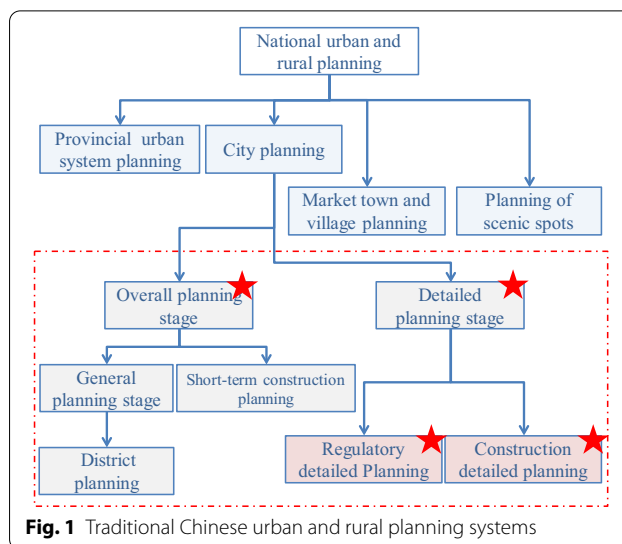 National urban and
rural planning
Provincial urban
system planning
City planning
Market town and
village planning
Planning of
scenic spots
Overall planning
stage
Detailed
planning stage
General
planning stage
Short-term construction
planning
District
planning
Regulatory
detailed Planning
Construction
detailed planning
Fig. 1 Traditional Chinese urban and rural planning systems